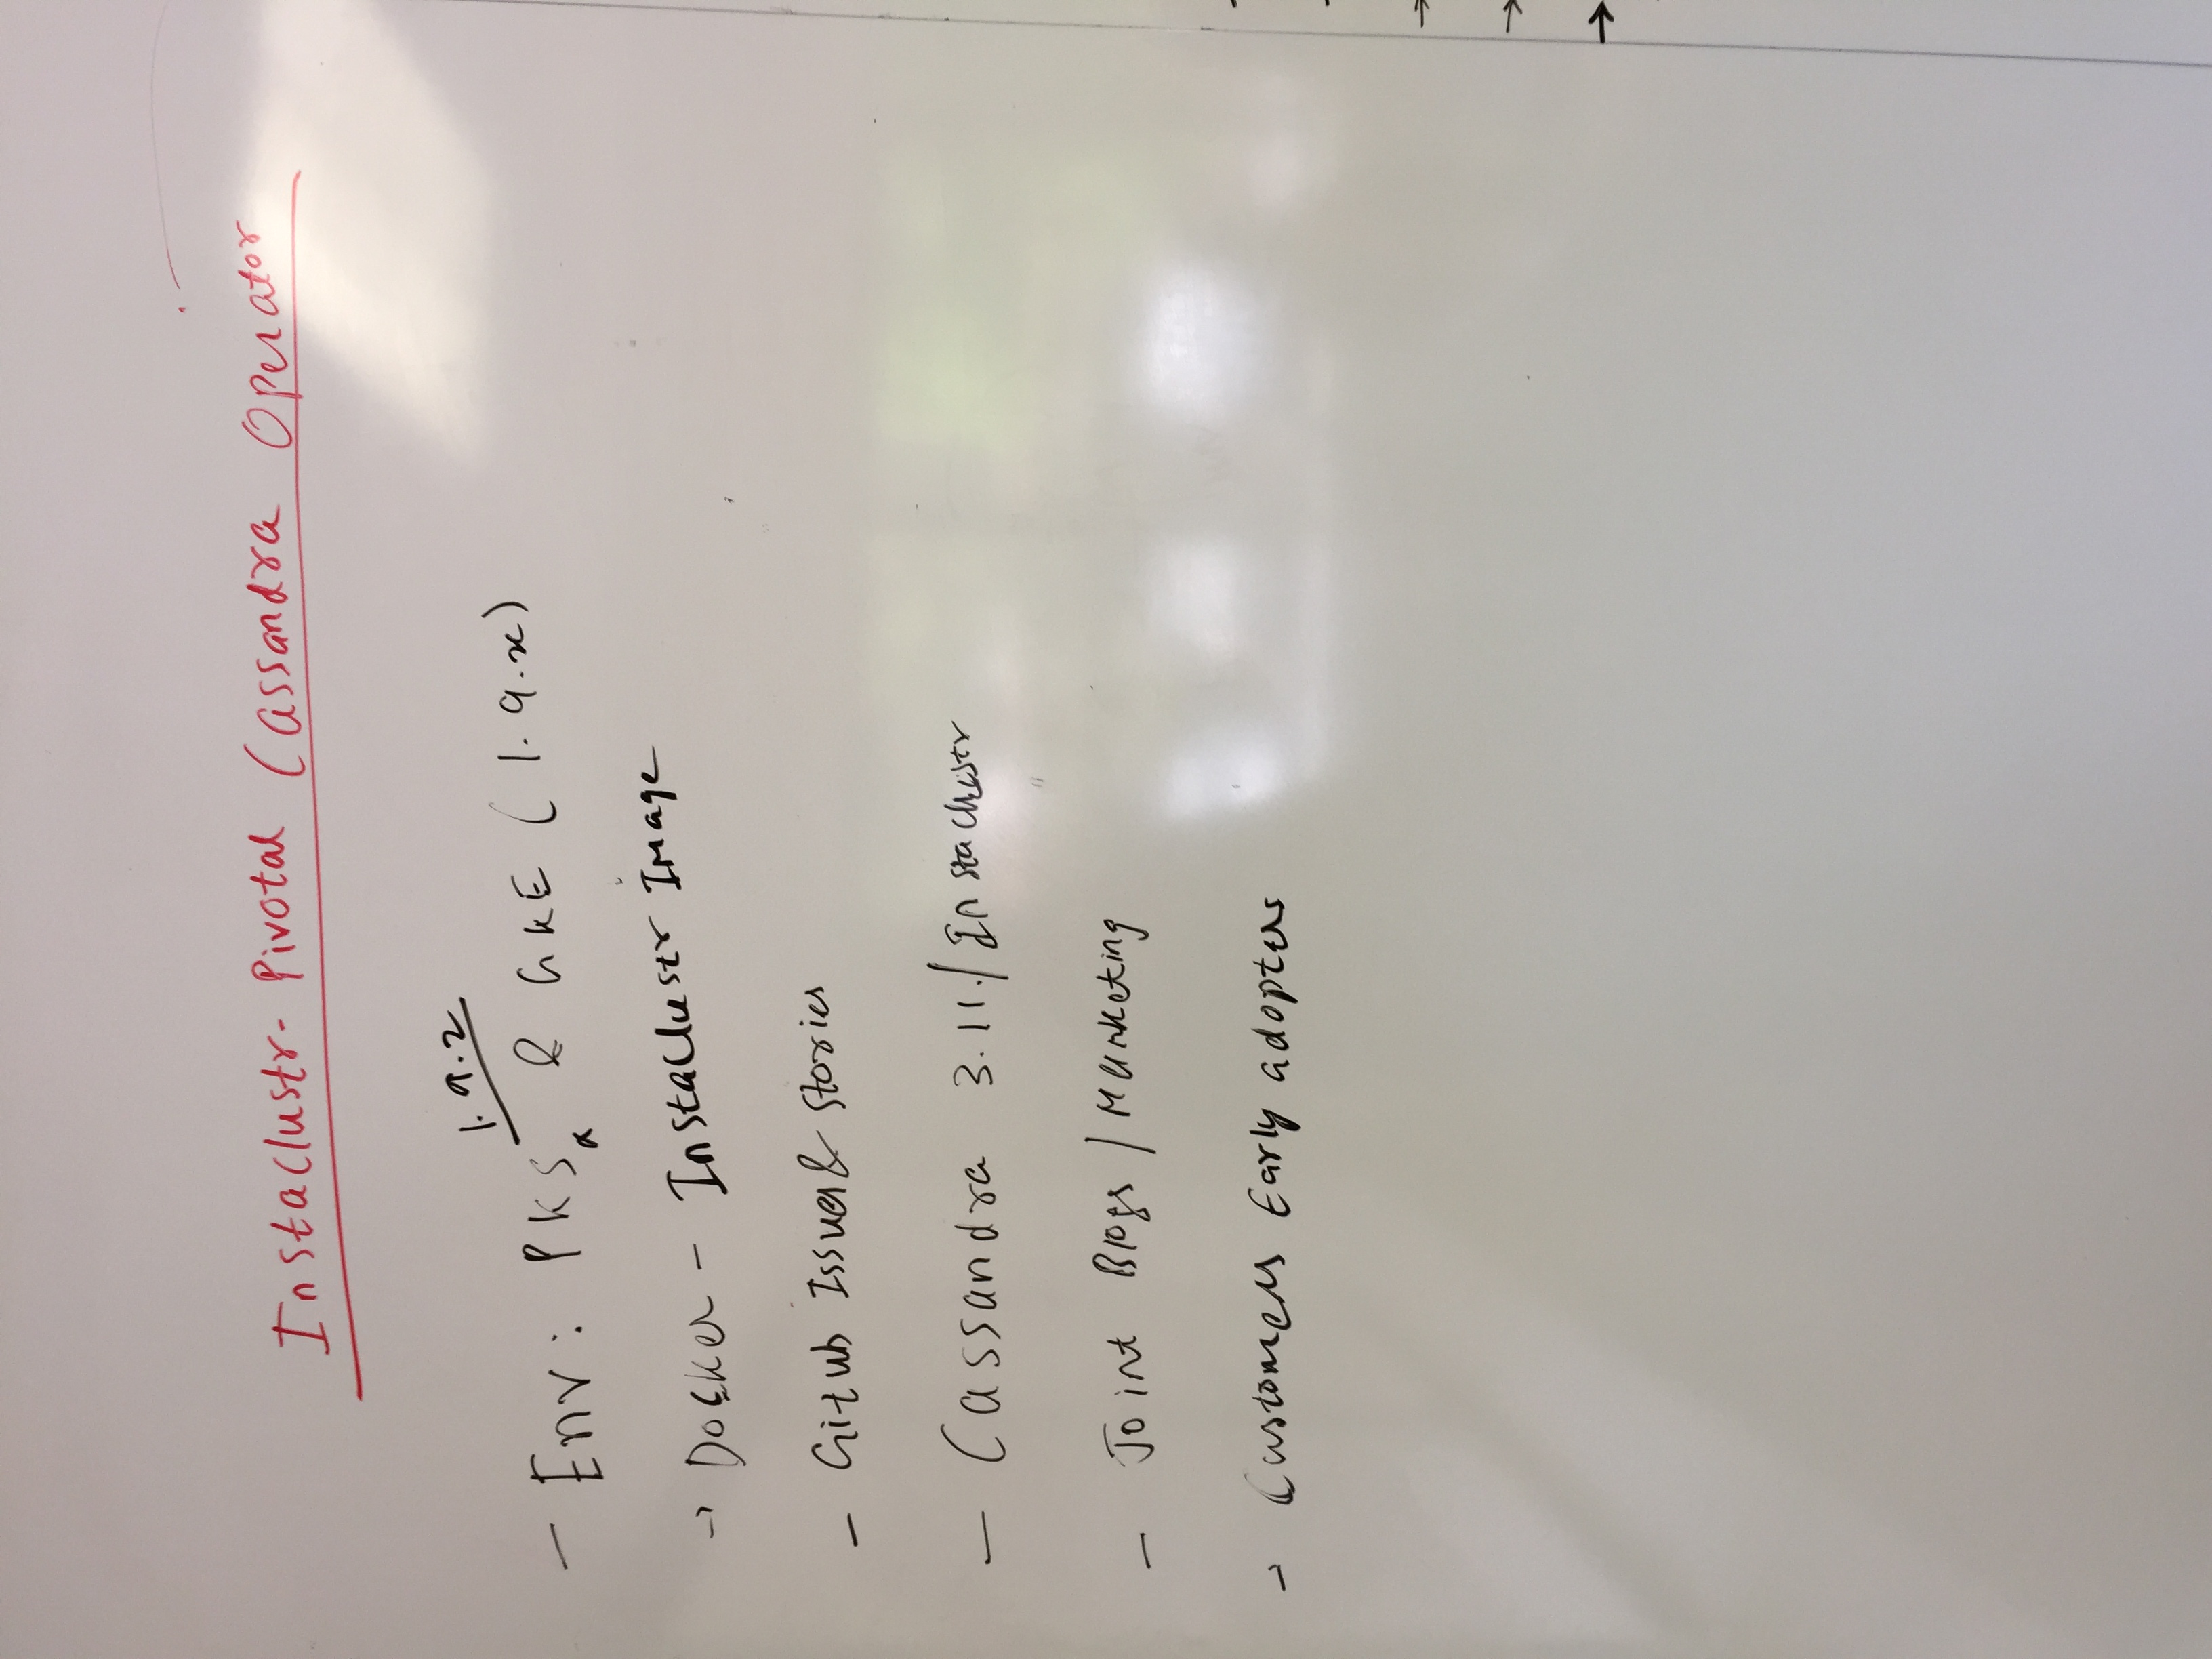 Instaclustr- Pivotal Cassandra Operator
1.9.2
- Env: PKS & GKE (1.9.x)
→ Docker - Instaclustr Image
- Gitub Issues & Stories
- Cassandra 3.11./Instaclustr
- Joint Blogs / Marketing
→ Customers Early adopters